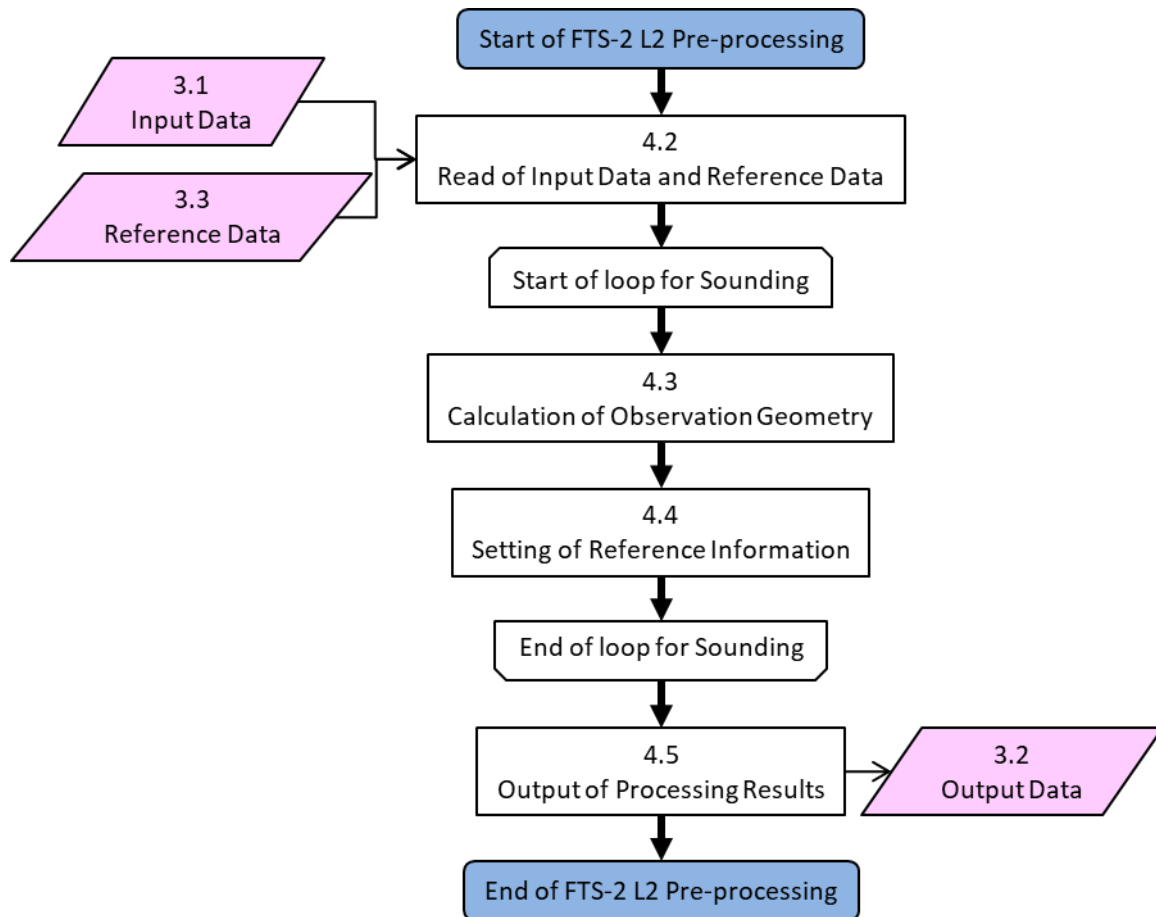 Start of FTS-2 L2 Pre-processing
3.1
Input Data
3.3
Reference Data
4.2
Read of Input Data and Reference Data
Start of loop for Sounding
4.3
Calculation of Observation Geometry
4.4
Setting of Reference Information
End of loop for Sounding
4.5
Output of Processing Results
3.2
Output Data
End of FTS-2 L2 Pre-processing